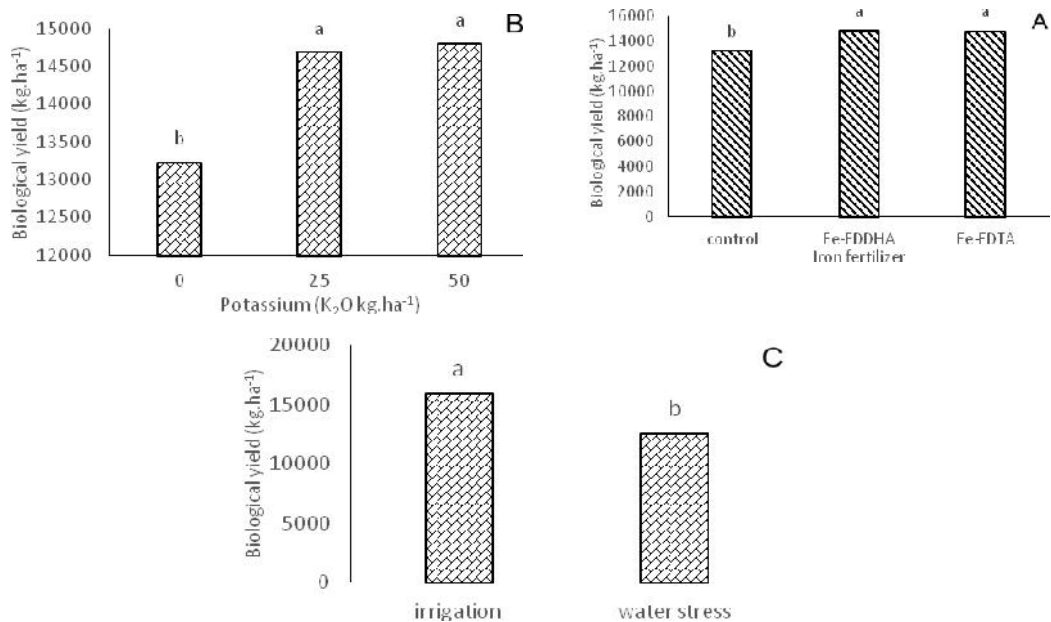 B
Biological yield (kg.ha-1)
15000
14500
14000
13500
13000
12500
12000
b
a
a
0 25 50
Potassium (K₂O kg.ha-1)
A
Biological yield (kg.ha-1)
16000
14000
12000
10000
8000
6000
4000
2000
0
b
a
a
control Fe-EDDHA Fe-EDTA
Iron fertilizer
C
Biological yield (kg.ha-1)
20000
15000
10000
5000
0
a
b
irrigation water stress